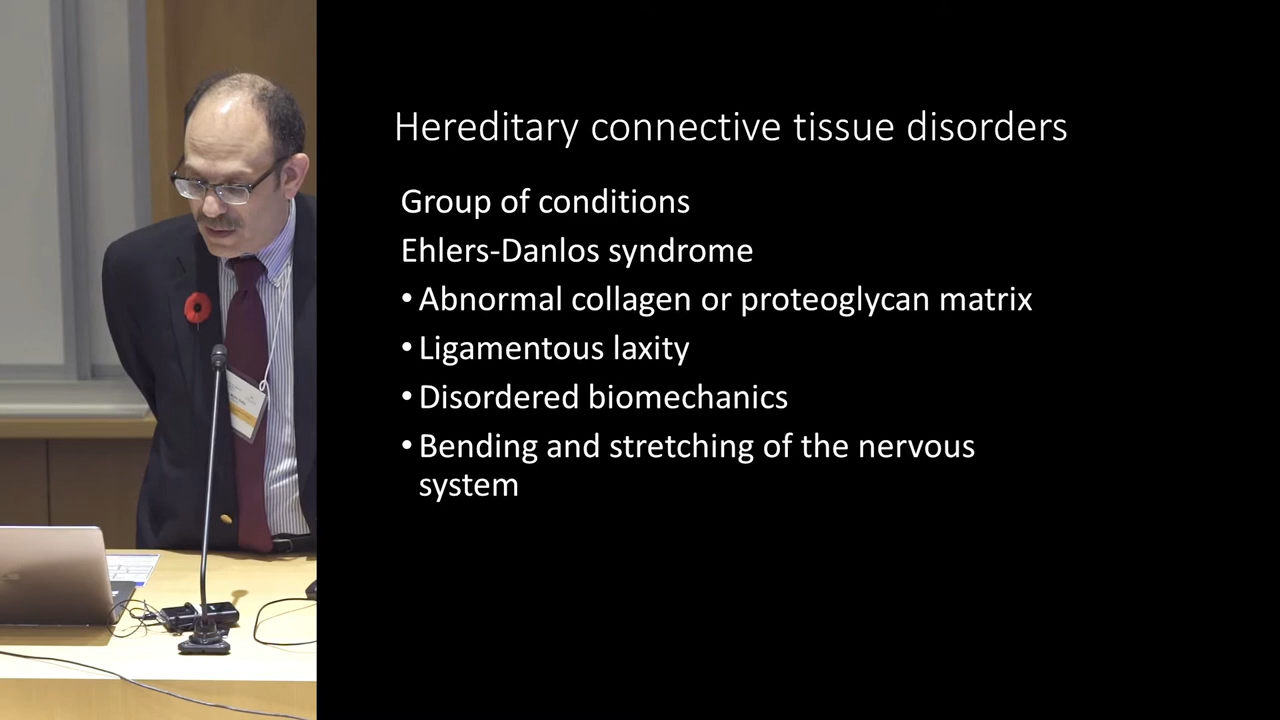 Hereditary connective tissue disorders
Group of conditions
Ehlers-Danlos syndrome
• Abnormal collagen or proteoglycan matrix
• Ligamentous laxity
• Disordered biomechanics
• Bending and stretching of the nervous
system